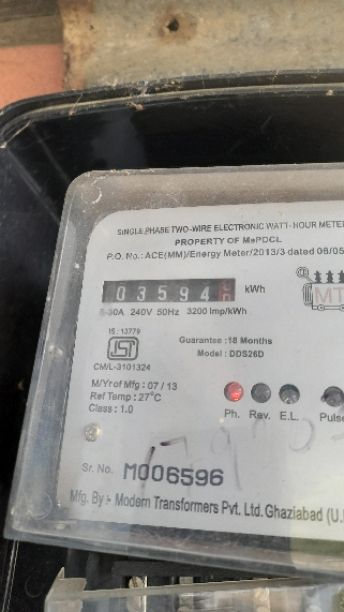 SINGLE PHASE TWO-WIRE ELECTRONIC WATT-HOUR METER
PROPERTY OF MePDCL
P.O. No.: ACE(MM)/Energy Meter/2013/3 dated 08/05
03594 kWh
5-30A 240V 50Hz 3200 Imp/kWh
MT
IS : 13779
ISI
CM/L-3101324
Guarantee :18 Months
Model : DDS26D
M/Yr of Mfg : 07 / 13
Ref Temp : 27°C
Class : 1.0
Ph. Rev. E.L. Pulse
Sr. No. M006596
Mfg. By :- Modern Transformers Pvt. Ltd. Ghaziabad (U.